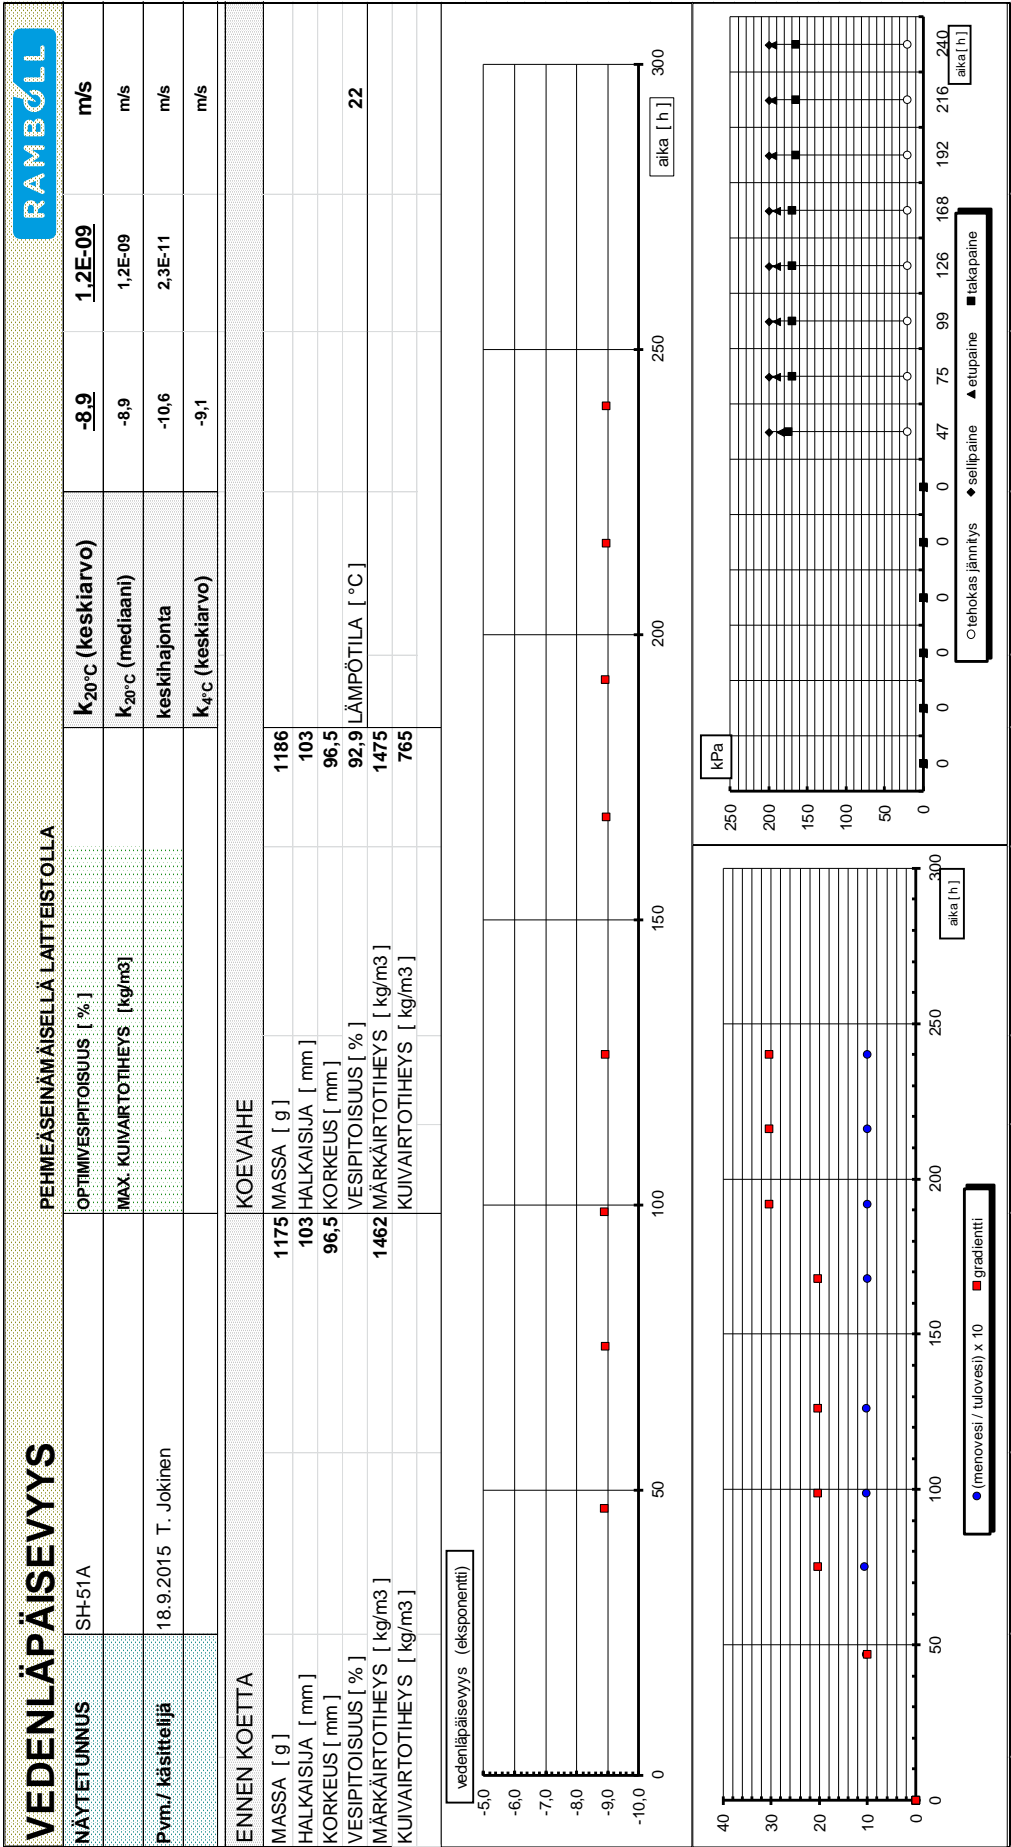 VEDENLÄPÄISEVYYS
PEHMEÄSEINÄMÄISELLÄ LAITTEISTOLLA
RAMBOLL
NÄYTETUNNUS SH-51A OPTIMIVESIPITOISUUS [ % ] k20°C (keskiarvo) -8,9 1,2E-09 m/s
MAX. KUIVAIRTOTIHEYS [kg/m3] k20°C (mediaani) -8,9 1,2E-09 m/s
Pvm./ käsittelijä 18.9.2015 T. Jokinen keskihajonta -10,6 2,3E-11 m/s
k4°C (keskiarvo) -9,1 m/s
ENNEN KOETTA KOEVAIHE
MASSA [ g ] 1175 MASSA [ g ] 1186
HALKAISIJA [ mm ] 103 HALKAISIJA [ mm ] 103
KORKEUS [ mm ] 96,5 KORKEUS [ mm ] 96,5
VESIPITOISUUS [ % ] VESIPITOISUUS [ % ] 92,9 LÄMPÖTILA [ °C ] 22
MÄRKÄIRTOTIHEYS [ kg/m3 ] 1462 MÄRKÄIRTOTIHEYS [ kg/m3 ] 1475
KUIVAIRTOTIHEYS [ kg/m3 ] KUIVAIRTOTIHEYS [ kg/m3 ] 765
vedenläpäisevyys (eksponentti)
-5,0
-6,0
-7,0
-8,0
-9,0
-10,0
0 50 100 150 200 250 300
aika [ h ]
40
30
20
10
0
0 50 100 150 200 250 300
aika [ h ]
(menovesi / tulovesi) x 10 gradientti
kPa
250
200
150
100
50
0
0 0 0 0 0 0 47 75 99 126 168 192 216 240
aika [ h ]
tehokas jännitys sellipaine etupaine takapaine